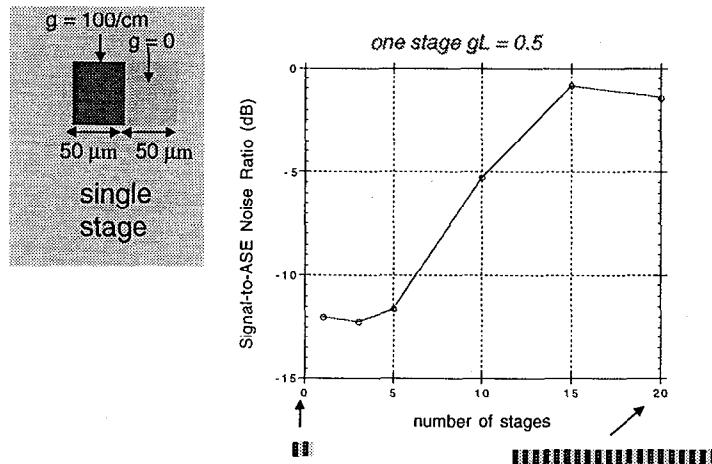 g = 100/cm
g = 0
50 μm 50 μm
single
stage
one stage gL = 0.5
Signal-to-ASE Noise Ratio (dB)
0
-5
-10
-15
0 5 10 15 20
number of stages